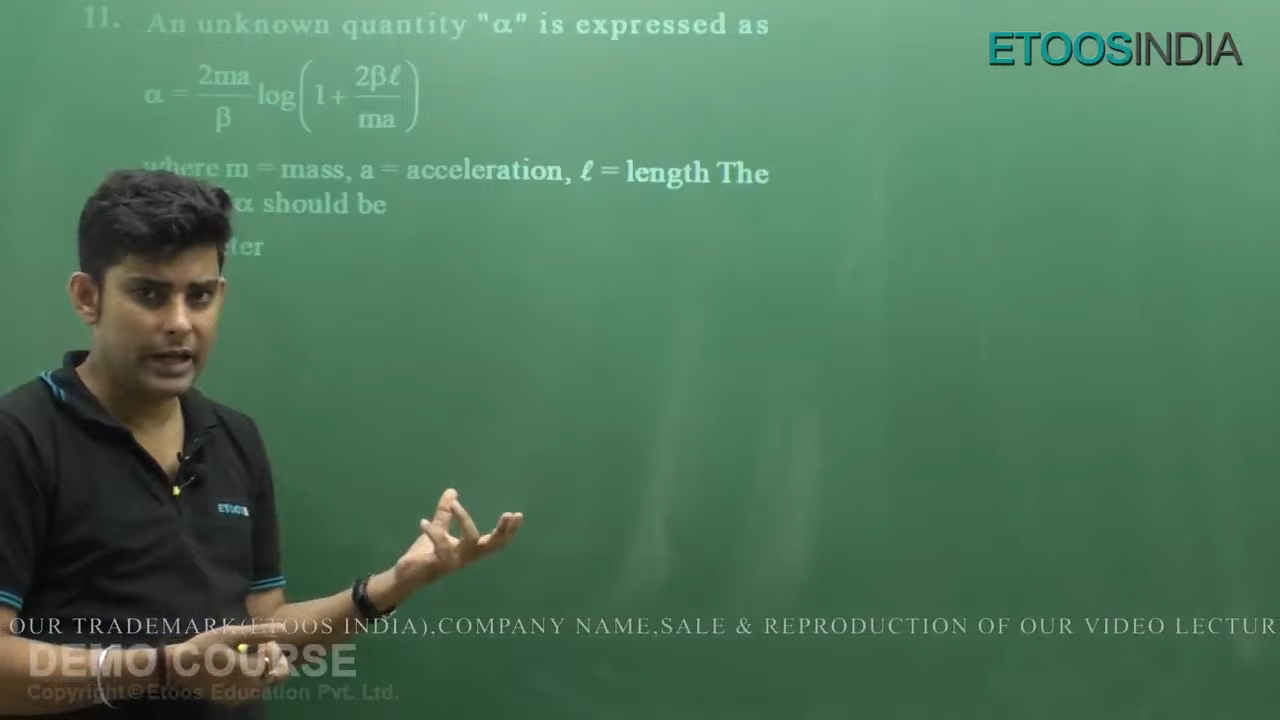 11. An unknown quantity "α" is expressed as
ETOOSINDIA
α = 2ma/β log(1 + 2βℓ/ma)
where m = mass, a = acceleration, ℓ = length The
α should be
ETOOS
OUR TRADEMARK(ETOOS INDIA),COMPANY NAME,SALE & REPRODUCTION OF OUR VIDEO LECTUR
DEMO COURSE
Copyright©Etoos Education Pvt. Ltd.